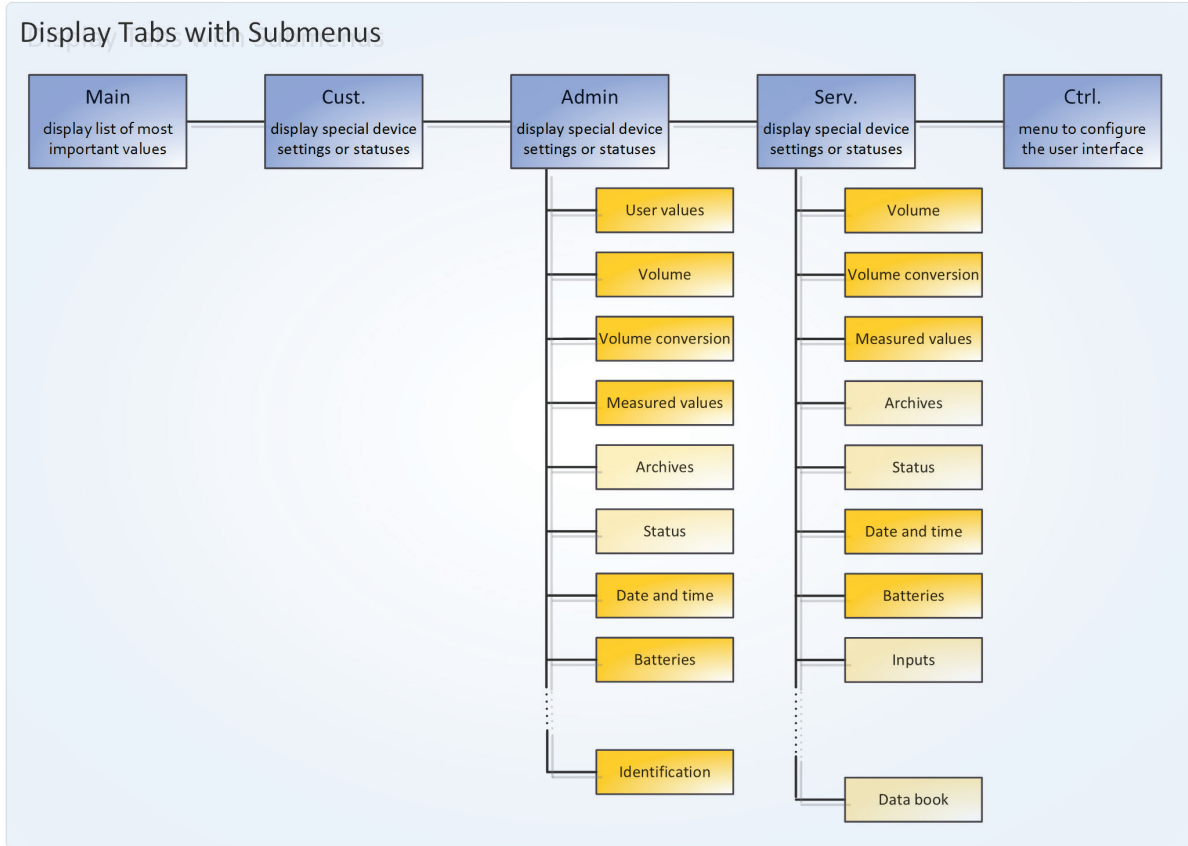 Display Tabs with Submenus
Main
display list of most
important values
Cust.
display special device
settings or statuses
Admin
display special device
settings or statuses
Serv.
display special device
settings or statuses
Ctrl.
menu to configure
the user interface
User values
Volume
Volume conversion
Measured values
Archives
Status
Date and time
Batteries
Identification
Volume
Volume conversion
Measured values
Archives
Status
Date and time
Batteries
Inputs
Data book